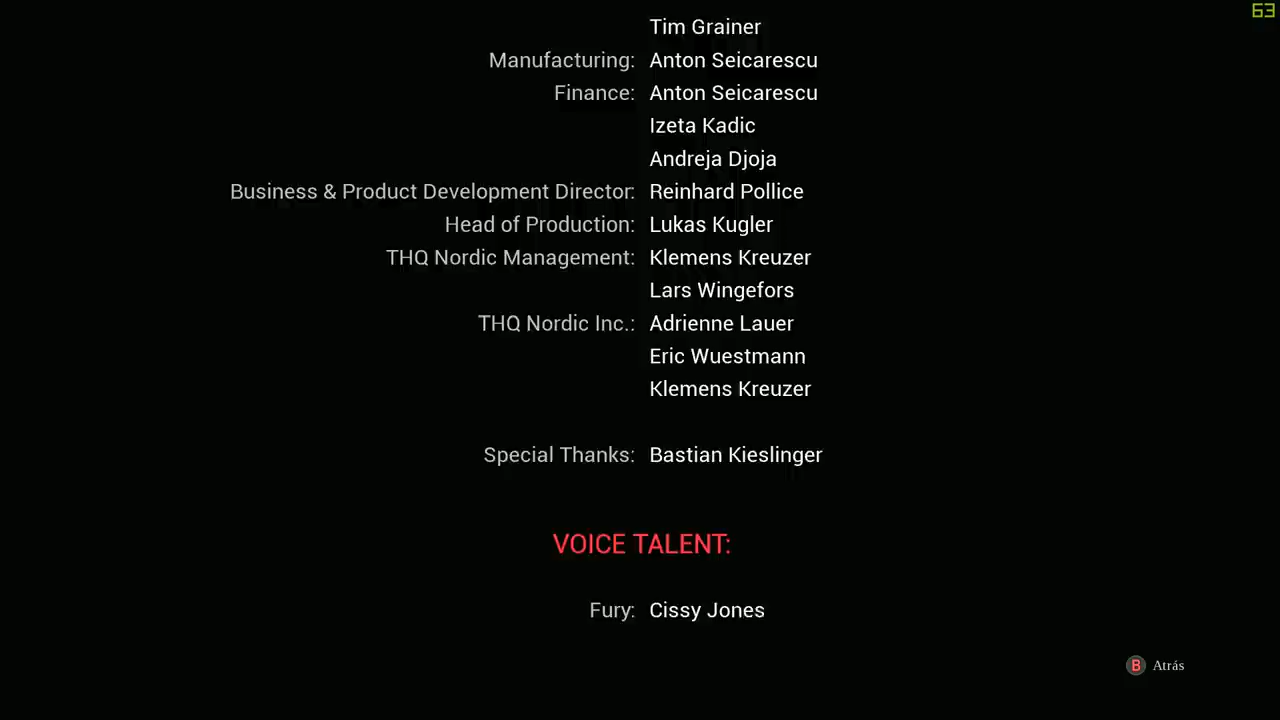 63
Tim Grainer
Manufacturing: Anton Seicarescu
Finance: Anton Seicarescu
Izeta Kadic
Andreja Djoja
Business & Product Development Director: Reinhard Pollice
Head of Production: Lukas Kugler
THQ Nordic Management: Klemens Kreuzer
Lars Wingefors
THQ Nordic Inc.: Adrienne Lauer
Eric Wuestmann
Klemens Kreuzer
Special Thanks: Bastian Kieslinger
VOICE TALENT:
Fury: Cissy Jones
B Atrás